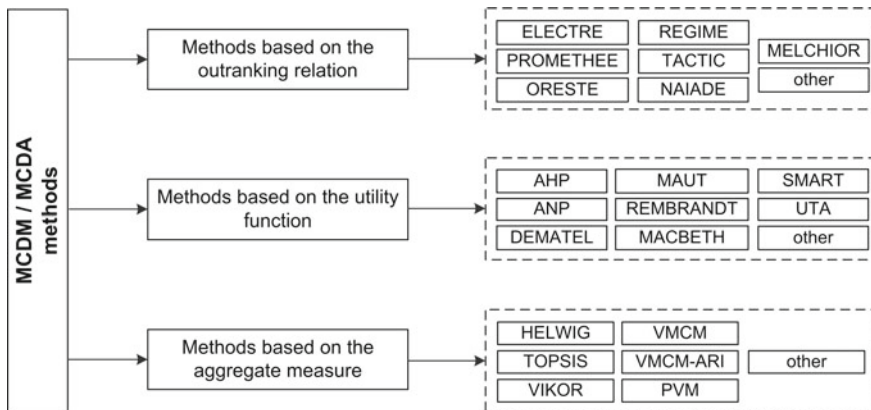 MCDM / MCDA
methods
Methods based on the
outranking relation
ELECTRE
REGIME
MELCHIOR
PROMETHEE
TACTIC
other
ORESTE
NAIADE
Methods based on the utility
function
AHP
MAUT
SMART
ANP
REMBRANDT
UTA
DEMATEL
MACBETH
other
Methods based on the
aggregate measure
HELWIG
VMCM
TOPSIS
VMCM-ARI
other
VIKOR
PVM